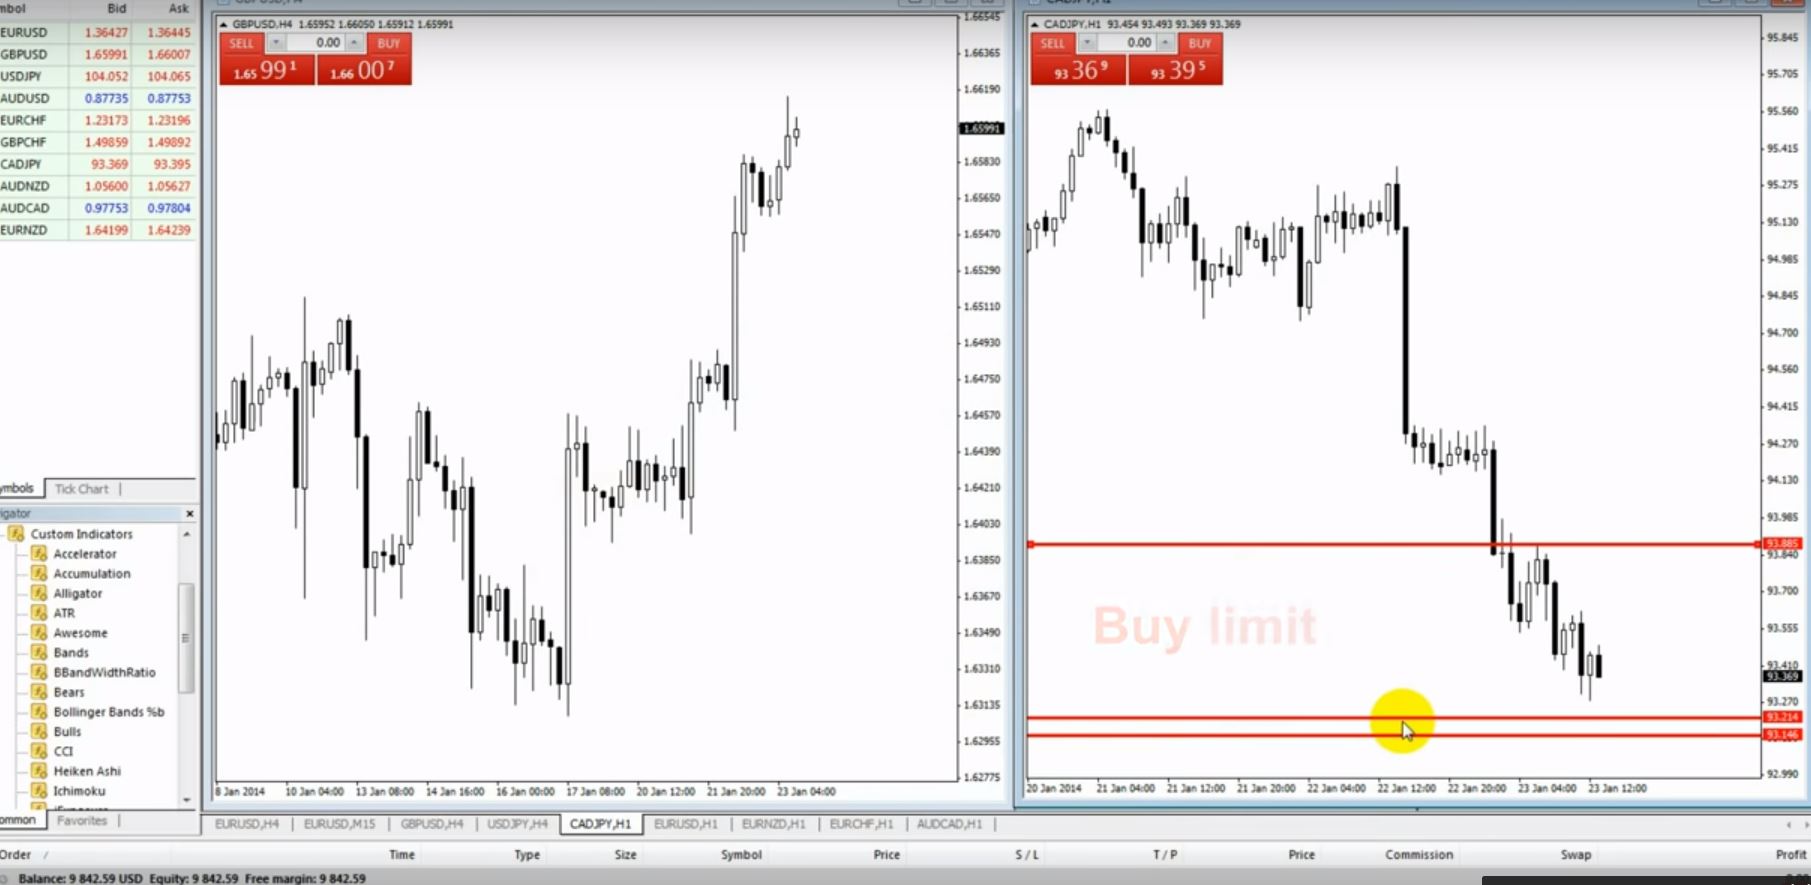 mbol Bid Ask
EURUSD 1.36427 1.36445
GBPUSD 1.65991 1.66007
USDJPY 104.052 104.065
AUDUSD 0.87735 0.87753
EURCHF 1.23173 1.23196
GBPCHF 1.49859 1.49892
CADJPY 93.369 93.395
AUDNZD 1.05600 1.05627
AUDCAD 0.97753 0.97804
EURNZD 1.64199 1.64239
ymbols Tick Chart
igator
Custom Indicators
Accelerator
Accumulation
Alligator
ATR
Awesome
Bands
BBandWidthRatio
Bears
Bollinger Bands %b
Bulls
CCI
Heiken Ashi
Ichimoku
ommon Favorites
GBPUSD,H4 1.65952 1.66050 1.65912 1.65991
SELL 0.00 BUY
1.65 99 1 1.66 00 7
1.66545
1.66365
1.66190
1.65991
1.65830
1.65650
1.65470
1.65290
1.65110
1.64930
1.64750
1.64570
1.64390
1.64210
1.64030
1.63850
1.63670
1.63490
1.63310
1.63135
1.62955
1.62775
8 Jan 2014 10 Jan 04:00 13 Jan 08:00 14 Jan 16:00 16 Jan 00:00 17 Jan 08:00 20 Jan 12:00 21 Jan 20:00 23 Jan 04:00
CADJPY,H1 93.454 93.493 93.369 93.369
SELL 0.00 BUY
93 36 9 93 39 5
95.845
95.705
95.560
95.415
95.275
95.130
94.985
94.845
94.700
94.560
94.415
94.270
94.130
93.985
93.885
93.840
93.700
93.555
93.410
93.369
93.270
93.214
93.146
92.990
Buy limit
20 Jan 2014 21 Jan 04:00 21 Jan 12:00 21 Jan 20:00 22 Jan 04:00 22 Jan 12:00 22 Jan 20:00 23 Jan 04:00 23 Jan 12:00
EURUSD,H4 EURUSD,M15 GBPUSD,H4 USDJPY,H4 CADJPY,H1 EURUSD,H1 EURNZD,H1 EURCHF,H1 AUDCAD,H1
Order / Time Type Size Symbol Price S / L T / P Price Commission Swap Profit
Balance: 9 842.59 USD Equity: 9 842.59 Free margin: 9 842.59